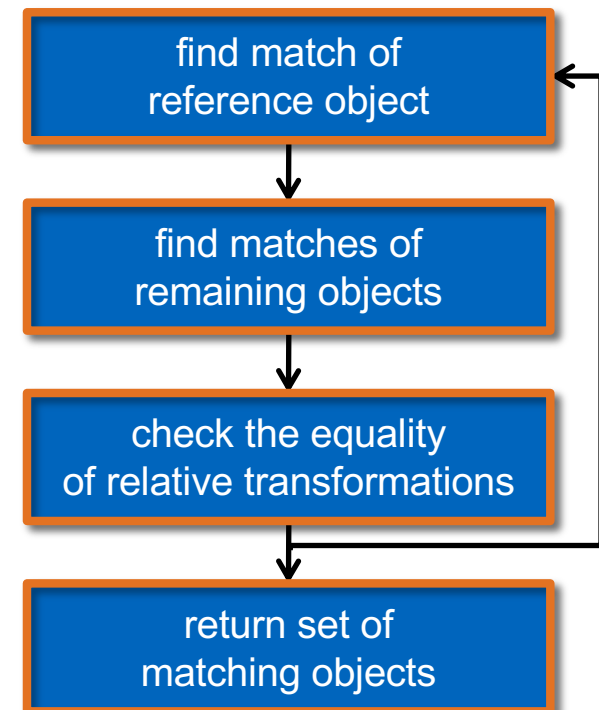 find match of
reference object
find matches of
remaining objects
check the equality
of relative transformations
return set of
matching objects